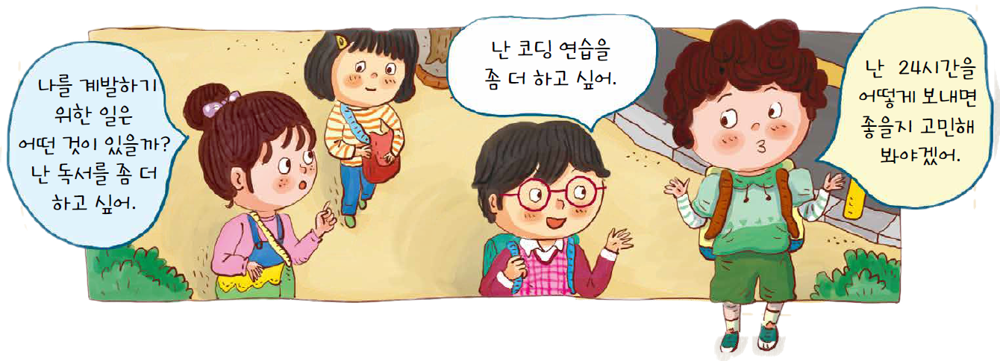 나를 계발하기
위한 일은
어떤 것이 있을까?
난 독서를 좀 더
하고 싶어.
난 코딩 연습을
좀 더 하고 싶어.
난 24시간을
어떻게 보내면
좋을지 고민해
봐야겠어.